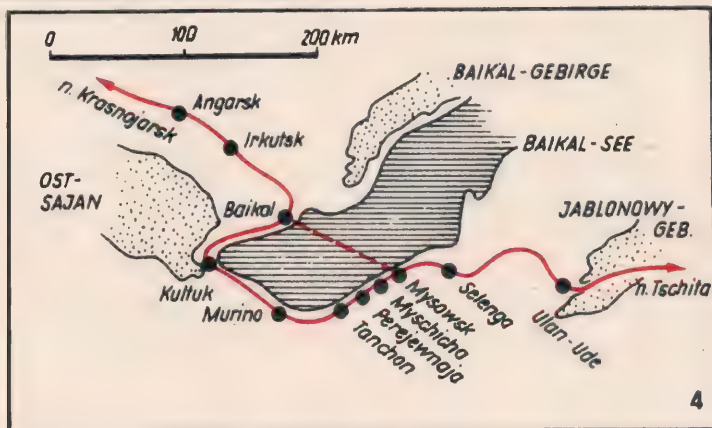 0 100 200 km
BAIKAL-GEBIRGE
n. Krasnojarsk
Angarsk
Irkutsk
BAIKAL-SEE
OST-
SAJAN
Baikal
JABLONOWY-
GEB.
Kultuk
Murino
Tanchon
Perejewnaja
Myschicha
Mysowsk
Selenga
Ulan-Ude
n. Tschita
4